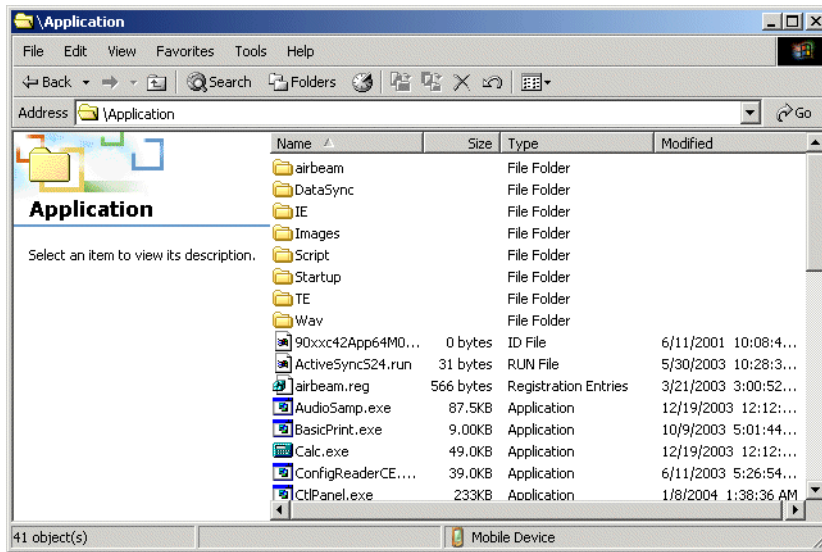 \Application
File Edit View Favorites Tools Help
Back Search Folders
Address \Application Go
Name Size Type Modified
airbeam File Folder
DataSync File Folder
IE File Folder
Images File Folder
Script File Folder
Startup File Folder
TE File Folder
Wav File Folder
Application
Select an item to view its description.
90xxc42App64M0... 0 bytes ID File 6/11/2001 10:08:4...
ActiveSyncS24.run 31 bytes RUN File 5/30/2003 10:28:3...
airbeam.reg 566 bytes Registration Entries 3/21/2003 3:00:52...
AudioSamp.exe 87.5KB Application 12/19/2003 12:12:...
BasicPrint.exe 9.00KB Application 10/9/2003 5:01:44...
Calc.exe 49.0KB Application 12/19/2003 12:12:...
ConfigReaderCE.... 39.0KB Application 6/11/2003 5:26:54...
CtlPanel.exe 233KB Application 1/8/2004 1:38:36 AM
41 object(s) Mobile Device